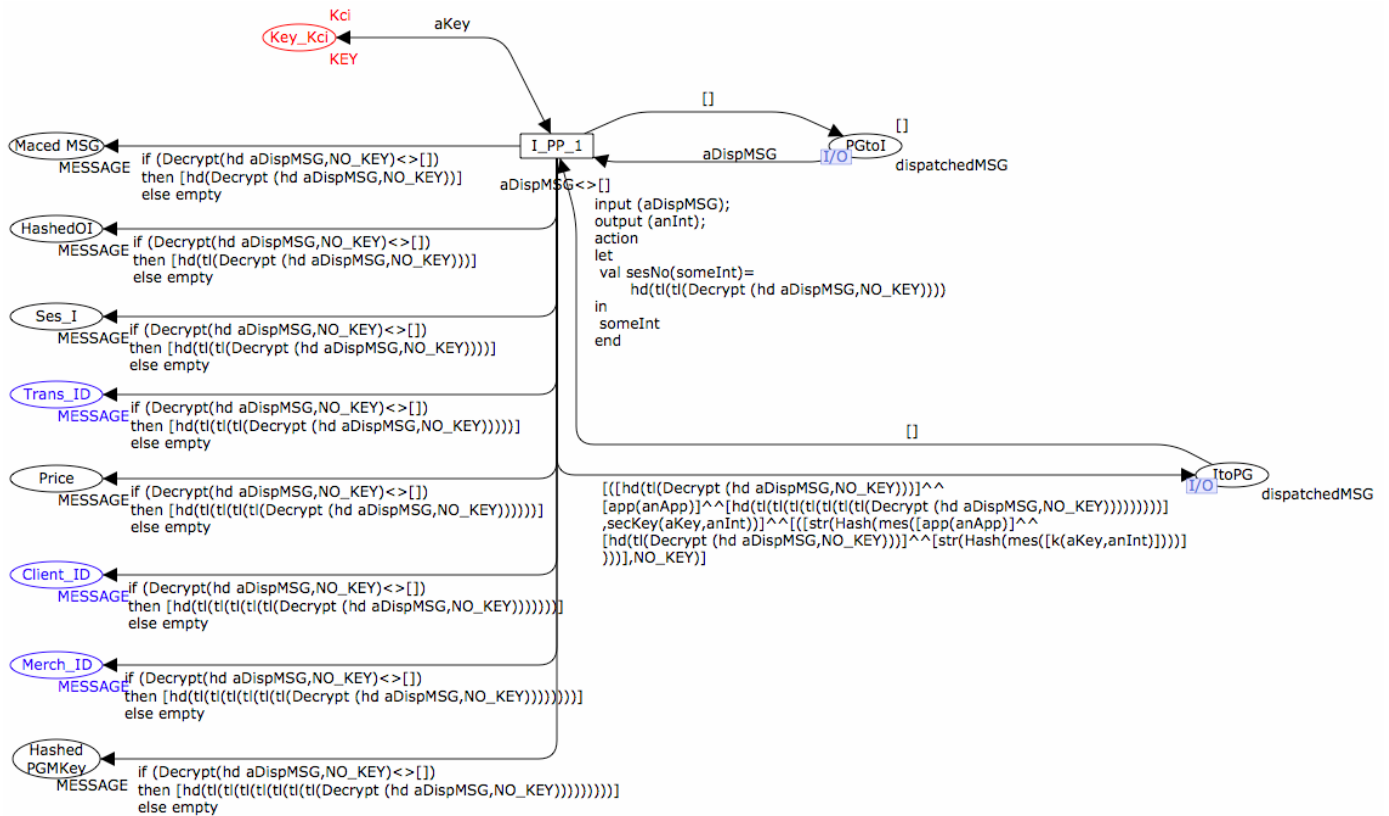 Kci
aKey
Key_Kci
KEY
[]
[]
Maced MSG
I_PP_1
PGtoI
I/O
aDispMSG
MESSAGE
dispatchedMSG
if (Decrypt(hd aDispMSG,NO_KEY)<>[])
then [hd(Decrypt (hd aDispMSG,NO_KEY))]
else empty
aDispMSG<>[]
input (aDispMSG);
output (anInt);
action
let
val sesNo(someInt)=
hd(tl(tl(Decrypt (hd aDispMSG,NO_KEY))))
in
someInt
end
HashedOI
MESSAGE
if (Decrypt(hd aDispMSG,NO_KEY)<>[])
then [hd(tl(Decrypt (hd aDispMSG,NO_KEY)))]
else empty
Ses_I
MESSAGE
if (Decrypt(hd aDispMSG,NO_KEY)<>[])
then [hd(tl(tl(Decrypt (hd aDispMSG,NO_KEY))))]
else empty
Trans_ID
MESSAGE
if (Decrypt(hd aDispMSG,NO_KEY)<>[])
then [hd(tl(tl(tl(Decrypt (hd aDispMSG,NO_KEY)))))]
else empty
[]
Price
MESSAGE
if (Decrypt(hd aDispMSG,NO_KEY)<>[])
then [hd(tl(tl(tl(tl(Decrypt (hd aDispMSG,NO_KEY))))))]
else empty
ItoPG
I/O
dispatchedMSG
[([hd(tl(Decrypt (hd aDispMSG,NO_KEY)))]^^
[app(anApp)]^^[hd(tl(tl(tl(tl(tl(tl(Decrypt (hd aDispMSG,NO_KEY)))))))))]
,secKey(aKey,anInt))]^^[([str(Hash(mes([app(anApp)]^^
[hd(tl(Decrypt (hd aDispMSG,NO_KEY)))]^^[str(Hash(mes([k(aKey,anInt)])))]
)))],NO_KEY)]
Client_ID
MESSAGE
if (Decrypt(hd aDispMSG,NO_KEY)<>[])
then [hd(tl(tl(tl(tl(tl(Decrypt (hd aDispMSG,NO_KEY)))))))]
else empty
Merch_ID
MESSAGE
if (Decrypt(hd aDispMSG,NO_KEY)<>[])
then [hd(tl(tl(tl(tl(tl(tl(Decrypt (hd aDispMSG,NO_KEY))))))))]
else empty
Hashed
PGMKey
MESSAGE
if (Decrypt(hd aDispMSG,NO_KEY)<>[])
then [hd(tl(tl(tl(tl(tl(tl(tl(Decrypt (hd aDispMSG,NO_KEY)))))))))]
else empty